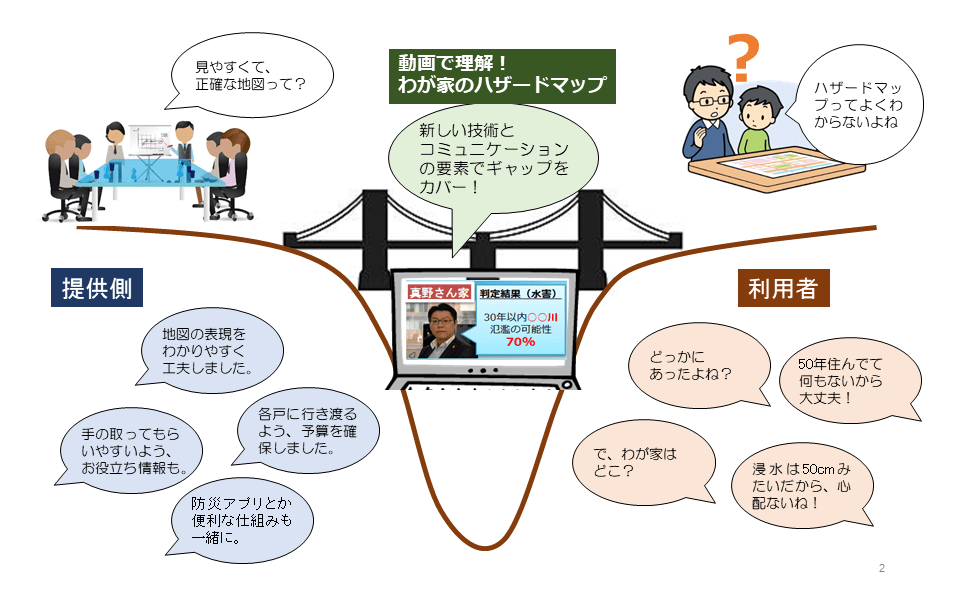 見やすくて、
正確な地図って？
動画で理解！
わが家のハザードマップ
新しい技術と
コミュニケーション
の要素でギャップを
カバー！
?
ハザードマ
ップってよくわ
からないよね
提供側
地図の表現を
わかりやすく
工夫しました。
各戸に行き渡る
よう、予算を確
保しました。
手の取ってもら
いやすいよう、
お役立ち情報も。
防災アプリとか
便利な仕組みも
一緒に。
真野さん家
判定結果（水害）
30年以内○○川
氾濫の可能性
70%
利用者
どっかに
あったよね？
50年住んでて
何もないから
大丈夫！
で、わが家は
どこ？
浸水は50cmみ
たいだから、心
配ないね！
2